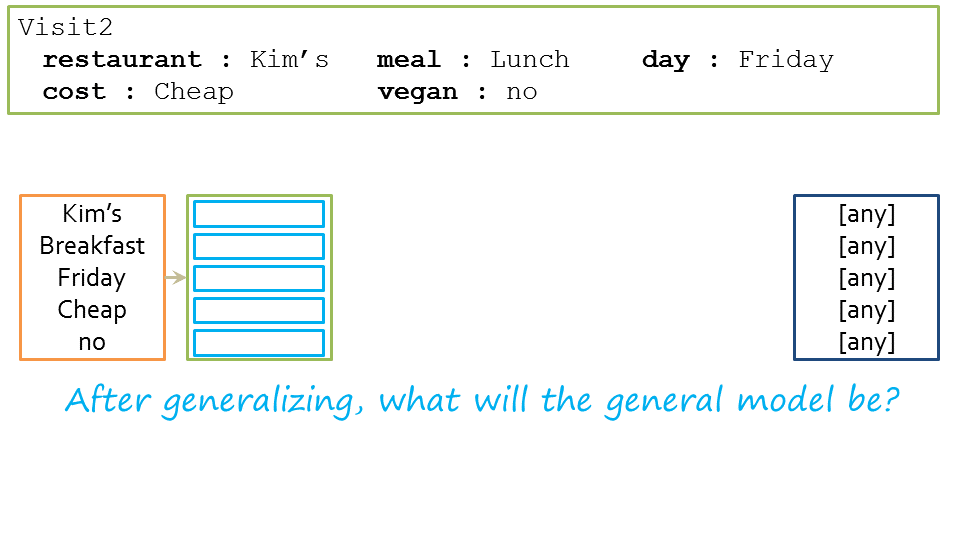 Visit2
restaurant : Kim’s meal : Lunch day : Friday
cost : Cheap vegan : no
Kim’s [any]
Breakfast [any]
Friday [any]
Cheap [any]
no [any]
After generalizing, what will the general model be?